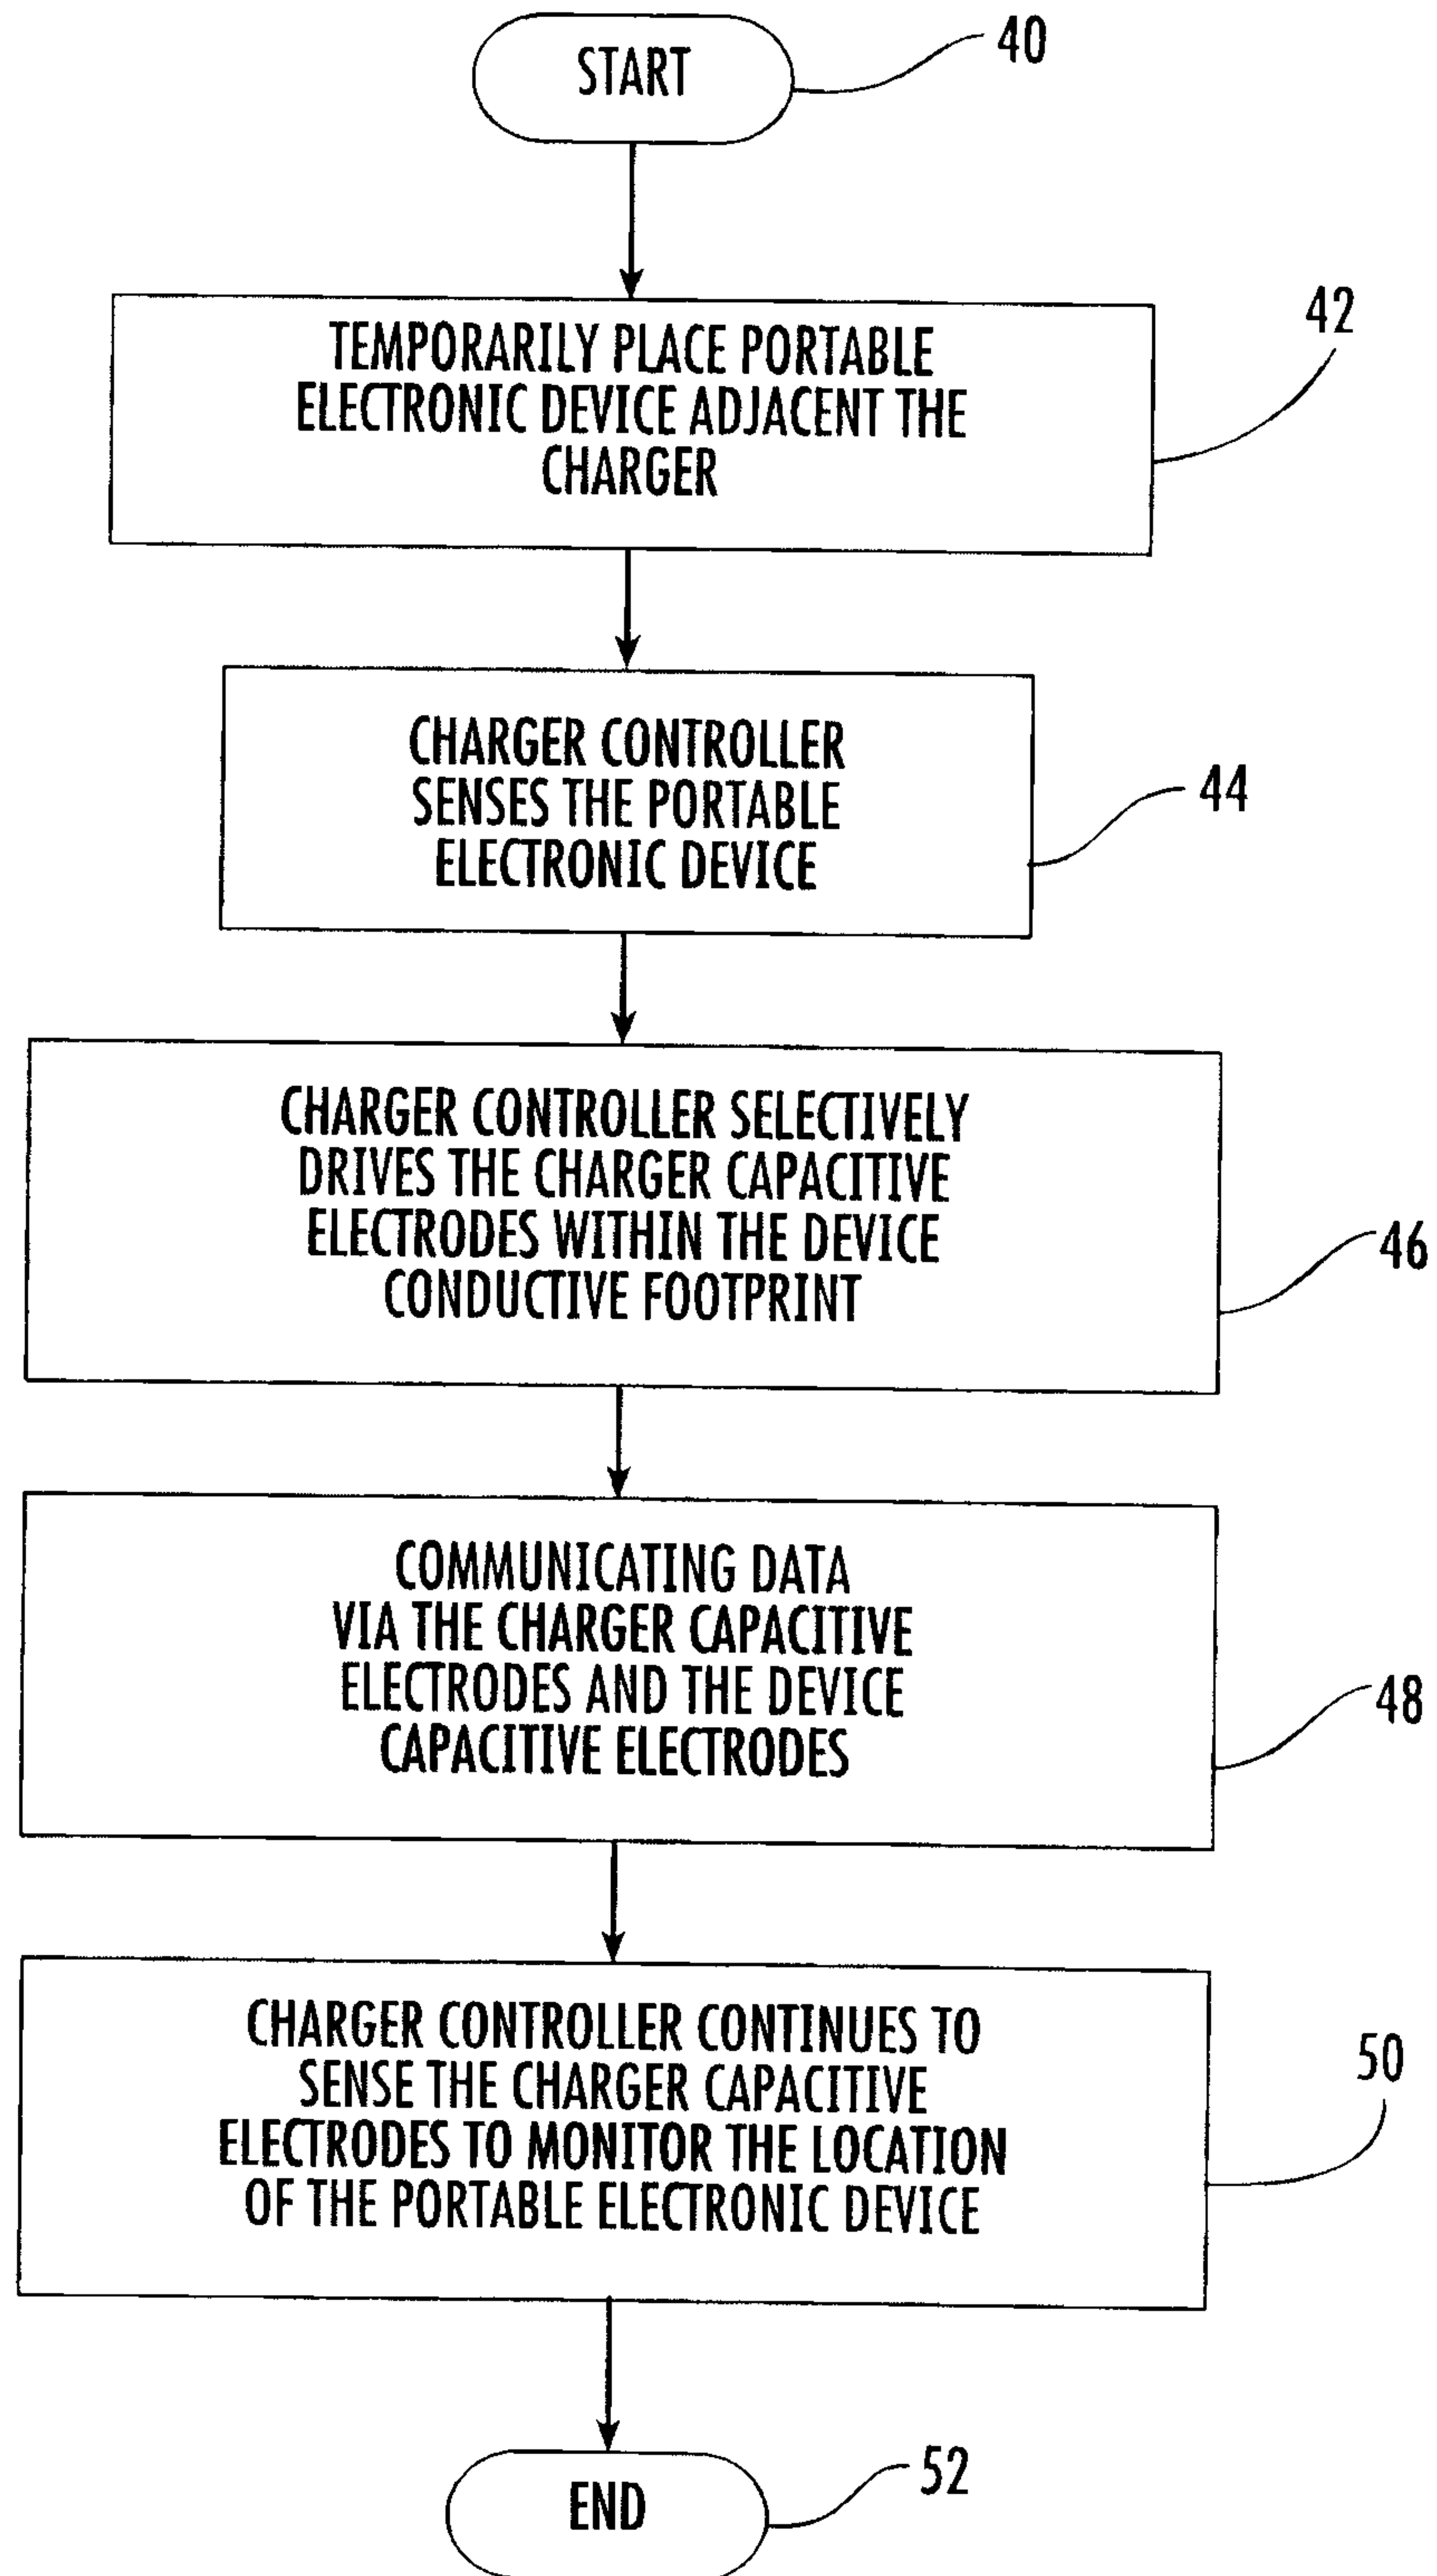 START
40
TEMPORARILY PLACE PORTABLE
ELECTRONIC DEVICE ADJACENT THE
CHARGER
42
CHARGER CONTROLLER
SENSES THE PORTABLE
ELECTRONIC DEVICE
44
CHARGER CONTROLLER SELECTIVELY
DRIVES THE CHARGER CAPACITIVE
ELECTRODES WITHIN THE DEVICE
CONDUCTIVE FOOTPRINT
46
COMMUNICATING DATA
VIA THE CHARGER CAPACITIVE
ELECTRODES AND THE DEVICE
CAPACITIVE ELECTRODES
48
CHARGER CONTROLLER CONTINUES TO
SENSE THE CHARGER CAPACITIVE
ELECTRODES TO MONITOR THE LOCATION
OF THE PORTABLE ELECTRONIC DEVICE
50
END
52